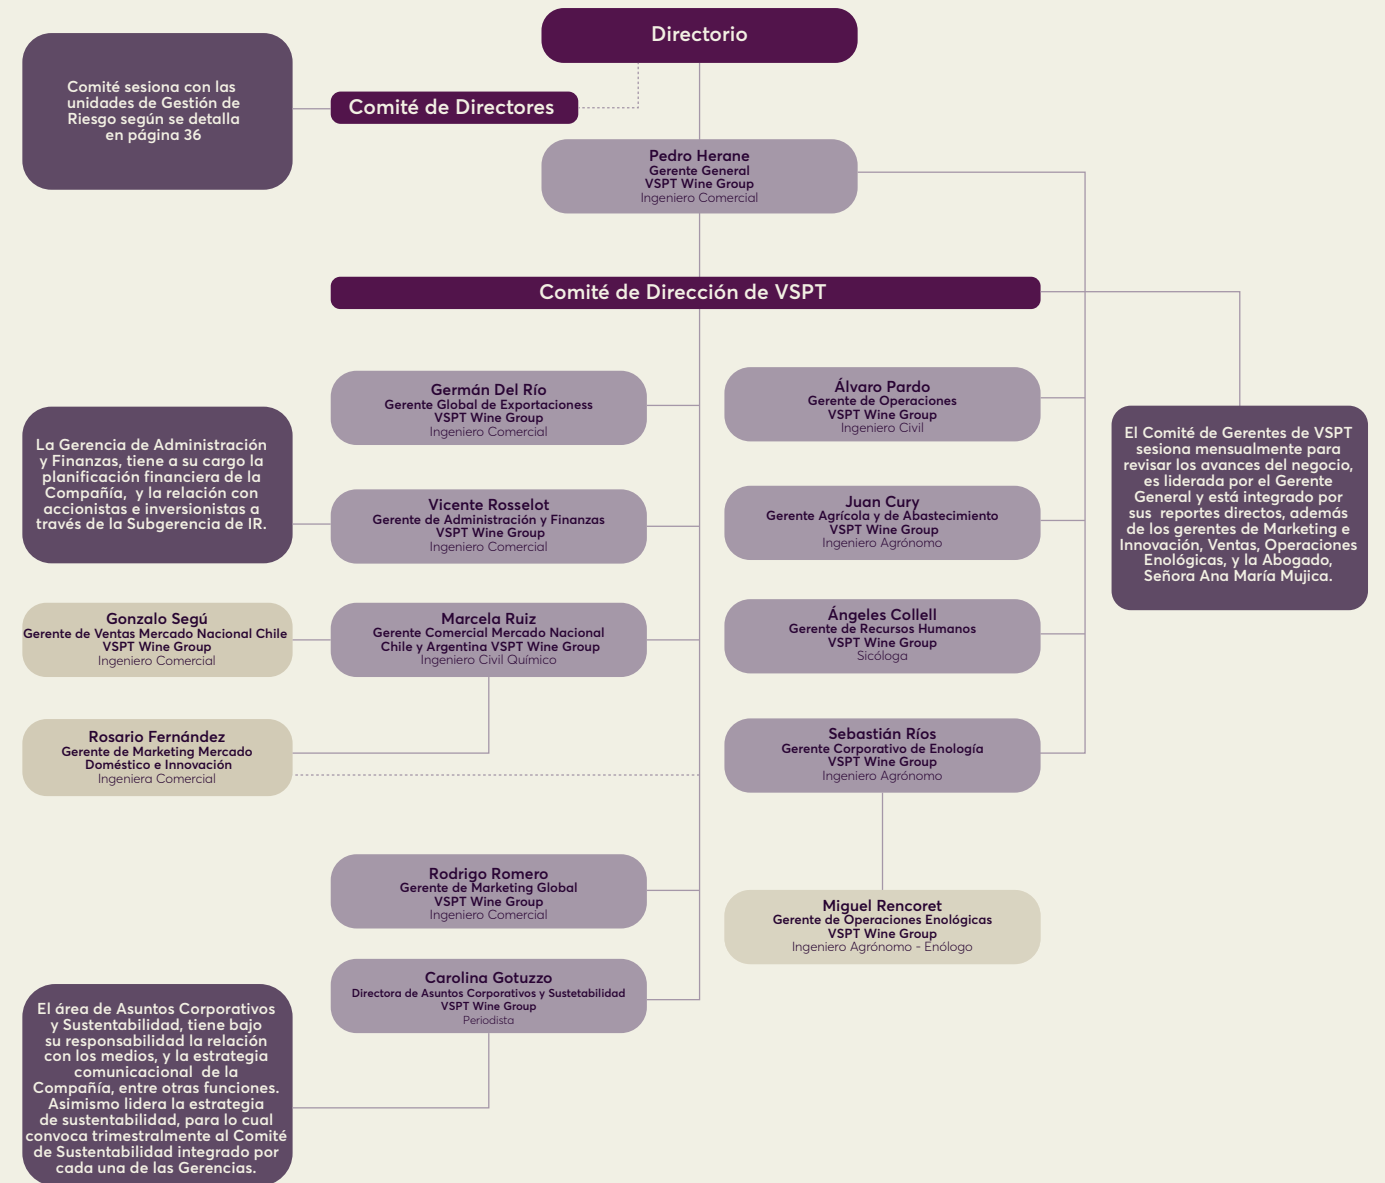 Directorio
Comité sesiona con las
unidades de Gestión de
Riesgo según se detalla
en página 36
Comité de Directores
Pedro Herane
Gerente General
VSPT Wine Group
Ingeniero Comercial
Comité de Dirección de VSPT
Germán Del Río
Gerente Global de Exportacioness
VSPT Wine Group
Ingeniero Comercial
Álvaro Pardo
Gerente de Operaciones
VSPT Wine Group
Ingeniero Civil
La Gerencia de Administración
y Finanzas, tiene a su cargo la
planificación financiera de la
Compañía, y la relación con
accionistas e inversionistas a
través de la Subgerencia de IR.
Vicente Rosselot
Gerente de Administración y Finanzas
VSPT Wine Group
Ingeniero Comercial
Juan Cury
Gerente Agrícola y de Abastecimiento
VSPT Wine Group
Ingeniero Agrónomo
El Comité de Gerentes de VSPT
sesiona mensualmente para
revisar los avances del negocio,
es liderada por el Gerente
General y está integrado por
sus reportes directos, además
de los gerentes de Marketing e
Innovación, Ventas, Operaciones
Enológicas, y la Abogado,
Señora Ana María Mujica.
Gonzalo Segú
Gerente de Ventas Mercado Nacional Chile
VSPT Wine Group
Ingeniero Comercial
Marcela Ruiz
Gerente Comercial Mercado Nacional
Chile y Argentina VSPT Wine Group
Ingeniero Civil Químico
Ángeles Collell
Gerente de Recursos Humanos
VSPT Wine Group
Sicóloga
Rosario Fernández
Gerente de Marketing Mercado
Doméstico e Innovación
Ingeniera Comercial
Sebastián Ríos
Gerente Corporativo de Enología
VSPT Wine Group
Ingeniero Agrónomo
Rodrigo Romero
Gerente de Marketing Global
VSPT Wine Group
Ingeniero Comercial
Miguel Rencoret
Gerente de Operaciones Enológicas
VSPT Wine Group
Ingeniero Agrónomo - Enólogo
Carolina Gotuzzo
Directora de Asuntos Corporativos y Sustetabilidad
VSPT Wine Group
Periodista
El área de Asuntos Corporativos
y Sustentabilidad, tiene bajo
su responsabilidad la relación
con los medios, y la estrategia
comunicacional de la
Compañía, entre otras funciones.
Asimismo lidera la estrategia
de sustentabilidad, para lo cual
convoca trimestralmente al Comité
de Sustentabilidad integrado por
cada una de las Gerencias.